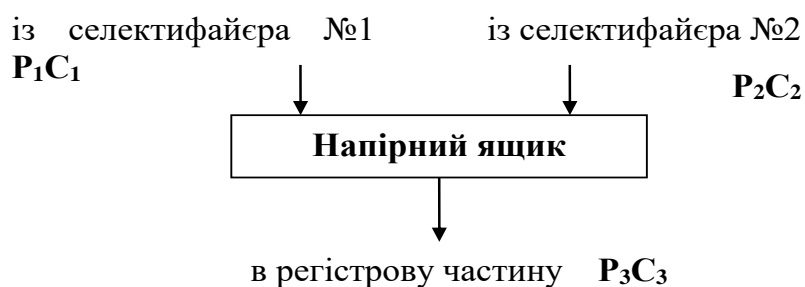 із селектифайєра №1 із селектифайєра №2
P₁C₁
P₂C₂
Напірний ящик
в регістрову частину P₃C₃